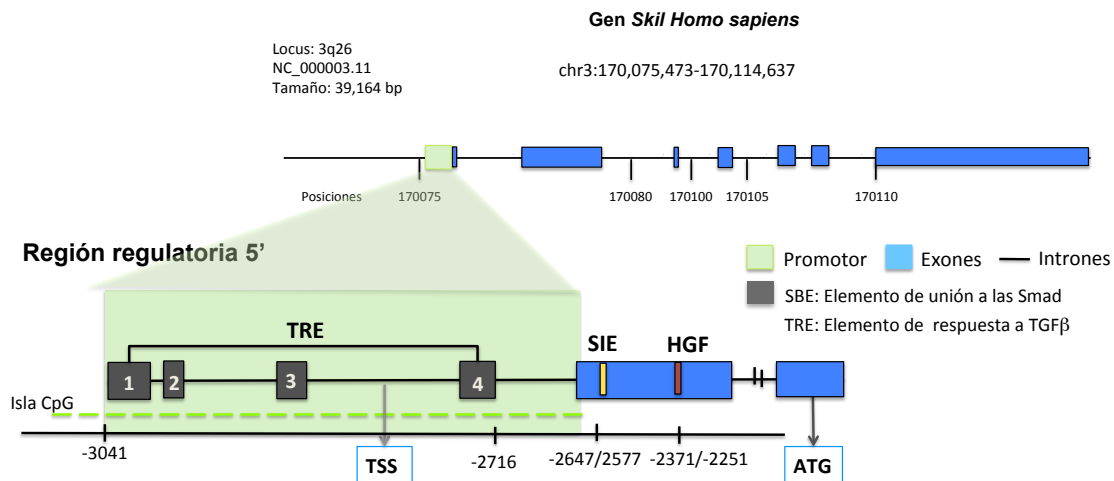 Gen Skil Homo sapiens
Locus: 3q26
NC_000003.11
Tamaño: 39,164 bp
chr3:170,075,473-170,114,637
Posiciones
170075
170080
170100
170105
170110
Región regulatoria 5’
Promotor
Exones
Intrones
SBE: Elemento de unión a las Smad
TRE: Elemento de respuesta a TGFβ
TRE
SIE
HGF
1
2
3
4
Isla CpG
-3041
TSS
-2716
-2647/2577
-2371/-2251
ATG